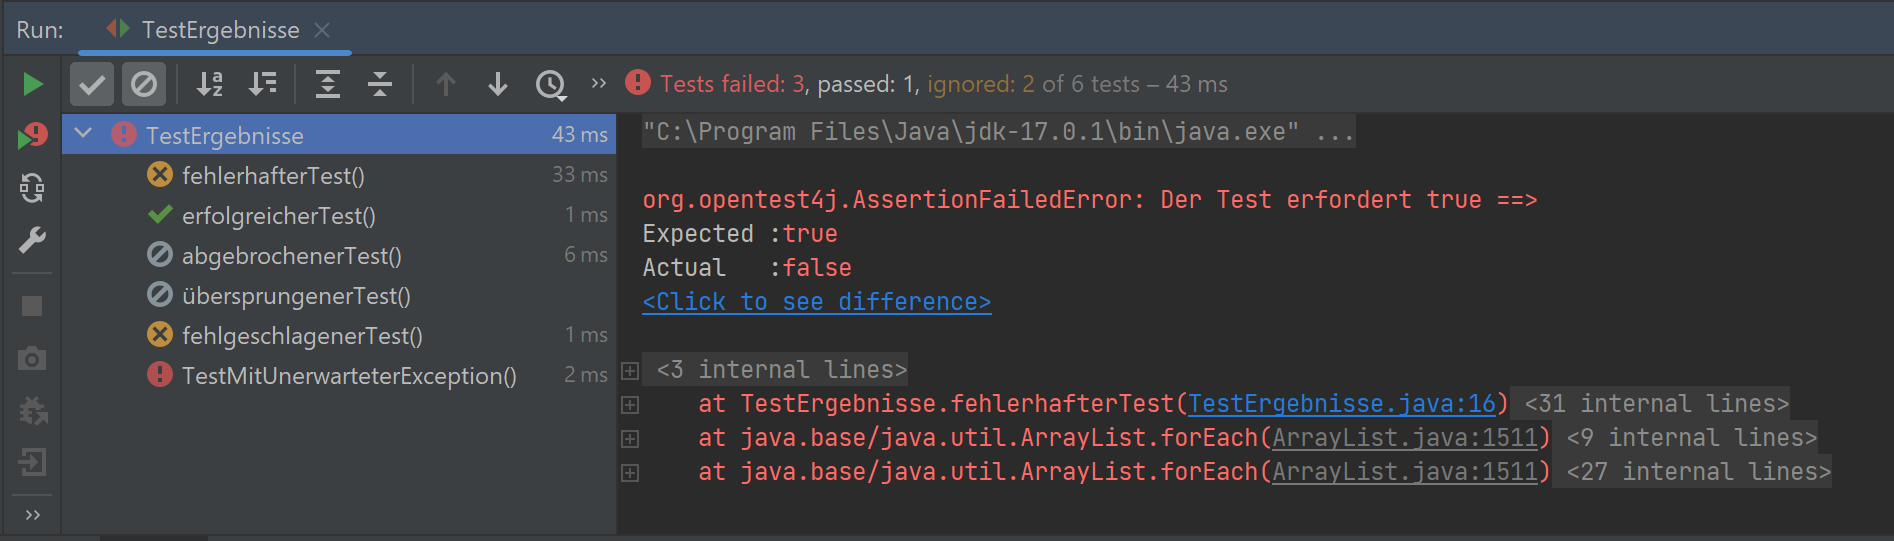 Run: TestErgebnisse
Tests failed: 3, passed: 1, ignored: 2 of 6 tests – 43 ms
TestErgebnisse 43 ms
fehlerhafterTest() 33 ms
erfolgreicherTest() 1 ms
abgebrochenerTest() 6 ms
übersprungenerTest()
fehlgeschlagenerTest() 1 ms
TestMitUnerwarteterException() 2 ms
"C:\Program Files\Java\jdk-17.0.1\bin\java.exe" ...
org.opentest4j.AssertionFailedError: Der Test erfordert true ==>
Expected :true
Actual   :false
<Click to see difference>
<3 internal lines>
at TestErgebnisse.fehlerhafterTest(TestErgebnisse.java:16) <31 internal lines>
at java.base/java.util.ArrayList.forEach(ArrayList.java:1511) <9 internal lines>
at java.base/java.util.ArrayList.forEach(ArrayList.java:1511) <27 internal lines>